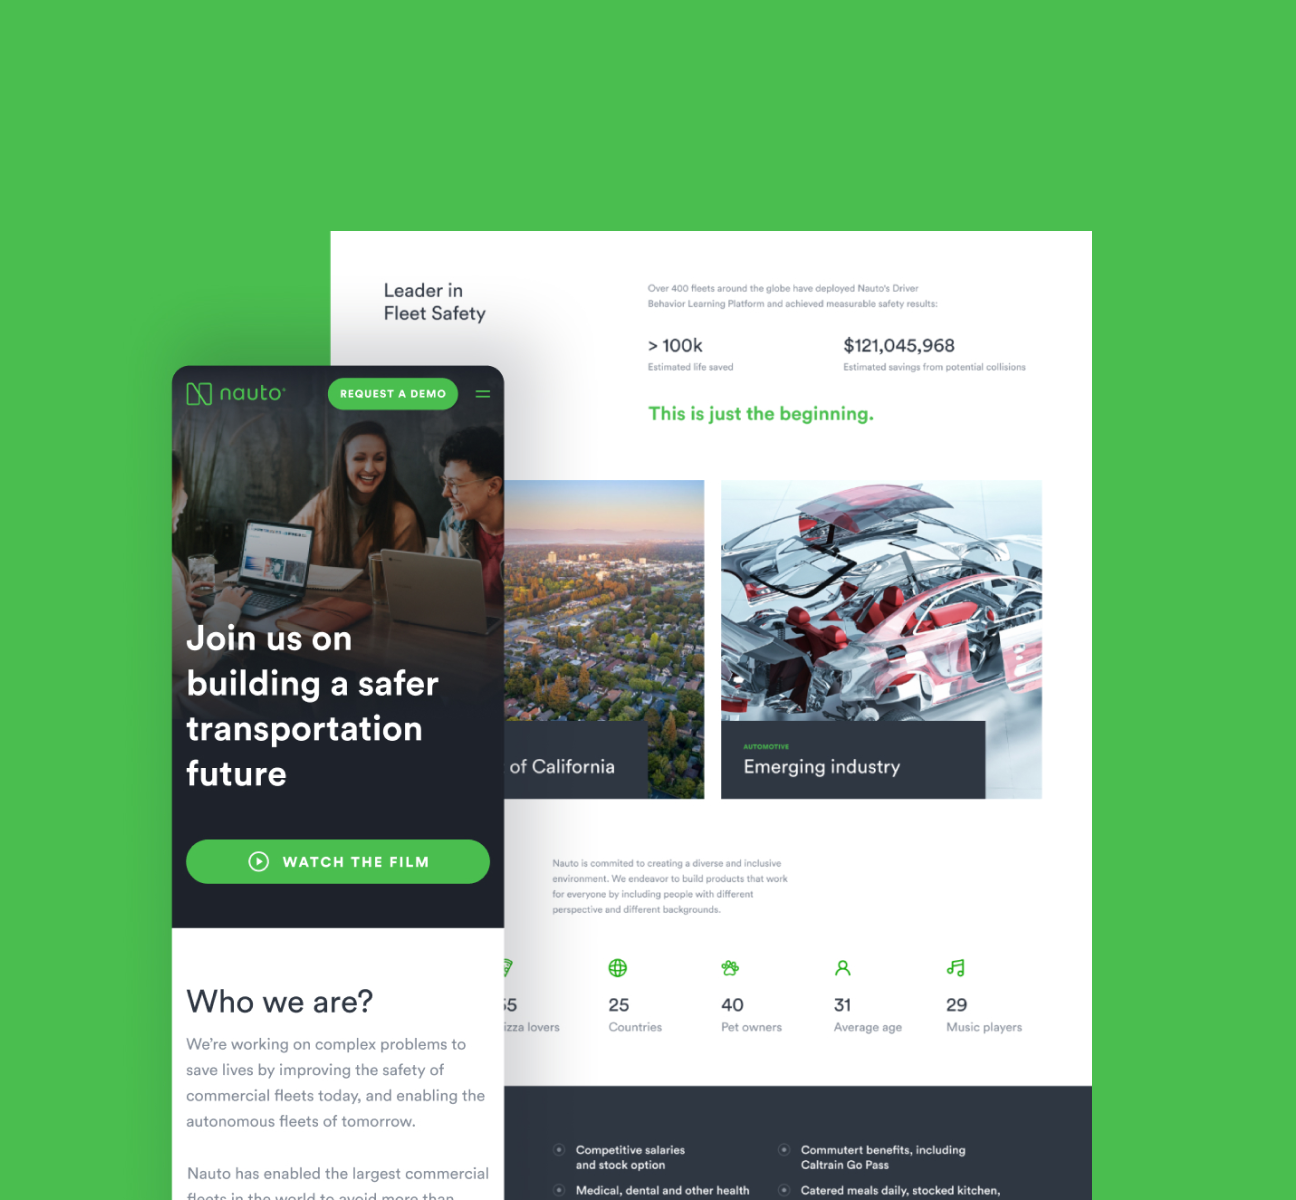 Leader in
Fleet Safety
Over 400 fleets around the globe have deployed Nauto's Driver
Behavior Learning Platform and achieved measurable safety results:
> 100k
Estimated life saved
$121,045,968
Estimated savings from potential collisions
This is just the beginning.
nauto
REQUEST A DEMO
Join us on
building a safer
transportation
future
WATCH THE FILM
Who we are?
We're working on complex problems to
save lives by improving the safety of
commercial fleets today, and enabling the
autonomous fleets of tomorrow.
Nauto has enabled the largest commercial
fleets in the world to avoid more than
of California
AUTOMOTIVE
Emerging industry
Nauto is commited to creating a diverse and inclusive
environment. We endeavor to build products that work
for everyone by including people with different
perspective and different backgrounds.
izza lovers
25
Countries
40
Pet owners
31
Average age
29
Music players
Competitive salaries
and stock option
Medical, dental and other health
Commutert benefits, including
Caltrain Go Pass
Catered meals daily, stocked kitchen,